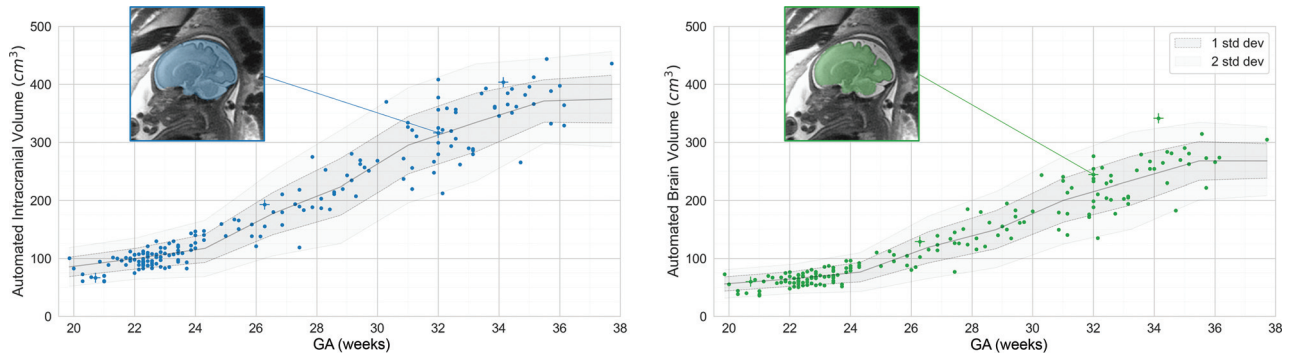 Automated Intracranial Volume (cm³)
500
400
300
200
100
0
20 22 24 26 28 30 32 34 36 38
GA (weeks)
Automated Brain Volume (cm³)
500
400
300
200
100
0
1 std dev
2 std dev
20 22 24 26 28 30 32 34 36 38
GA (weeks)